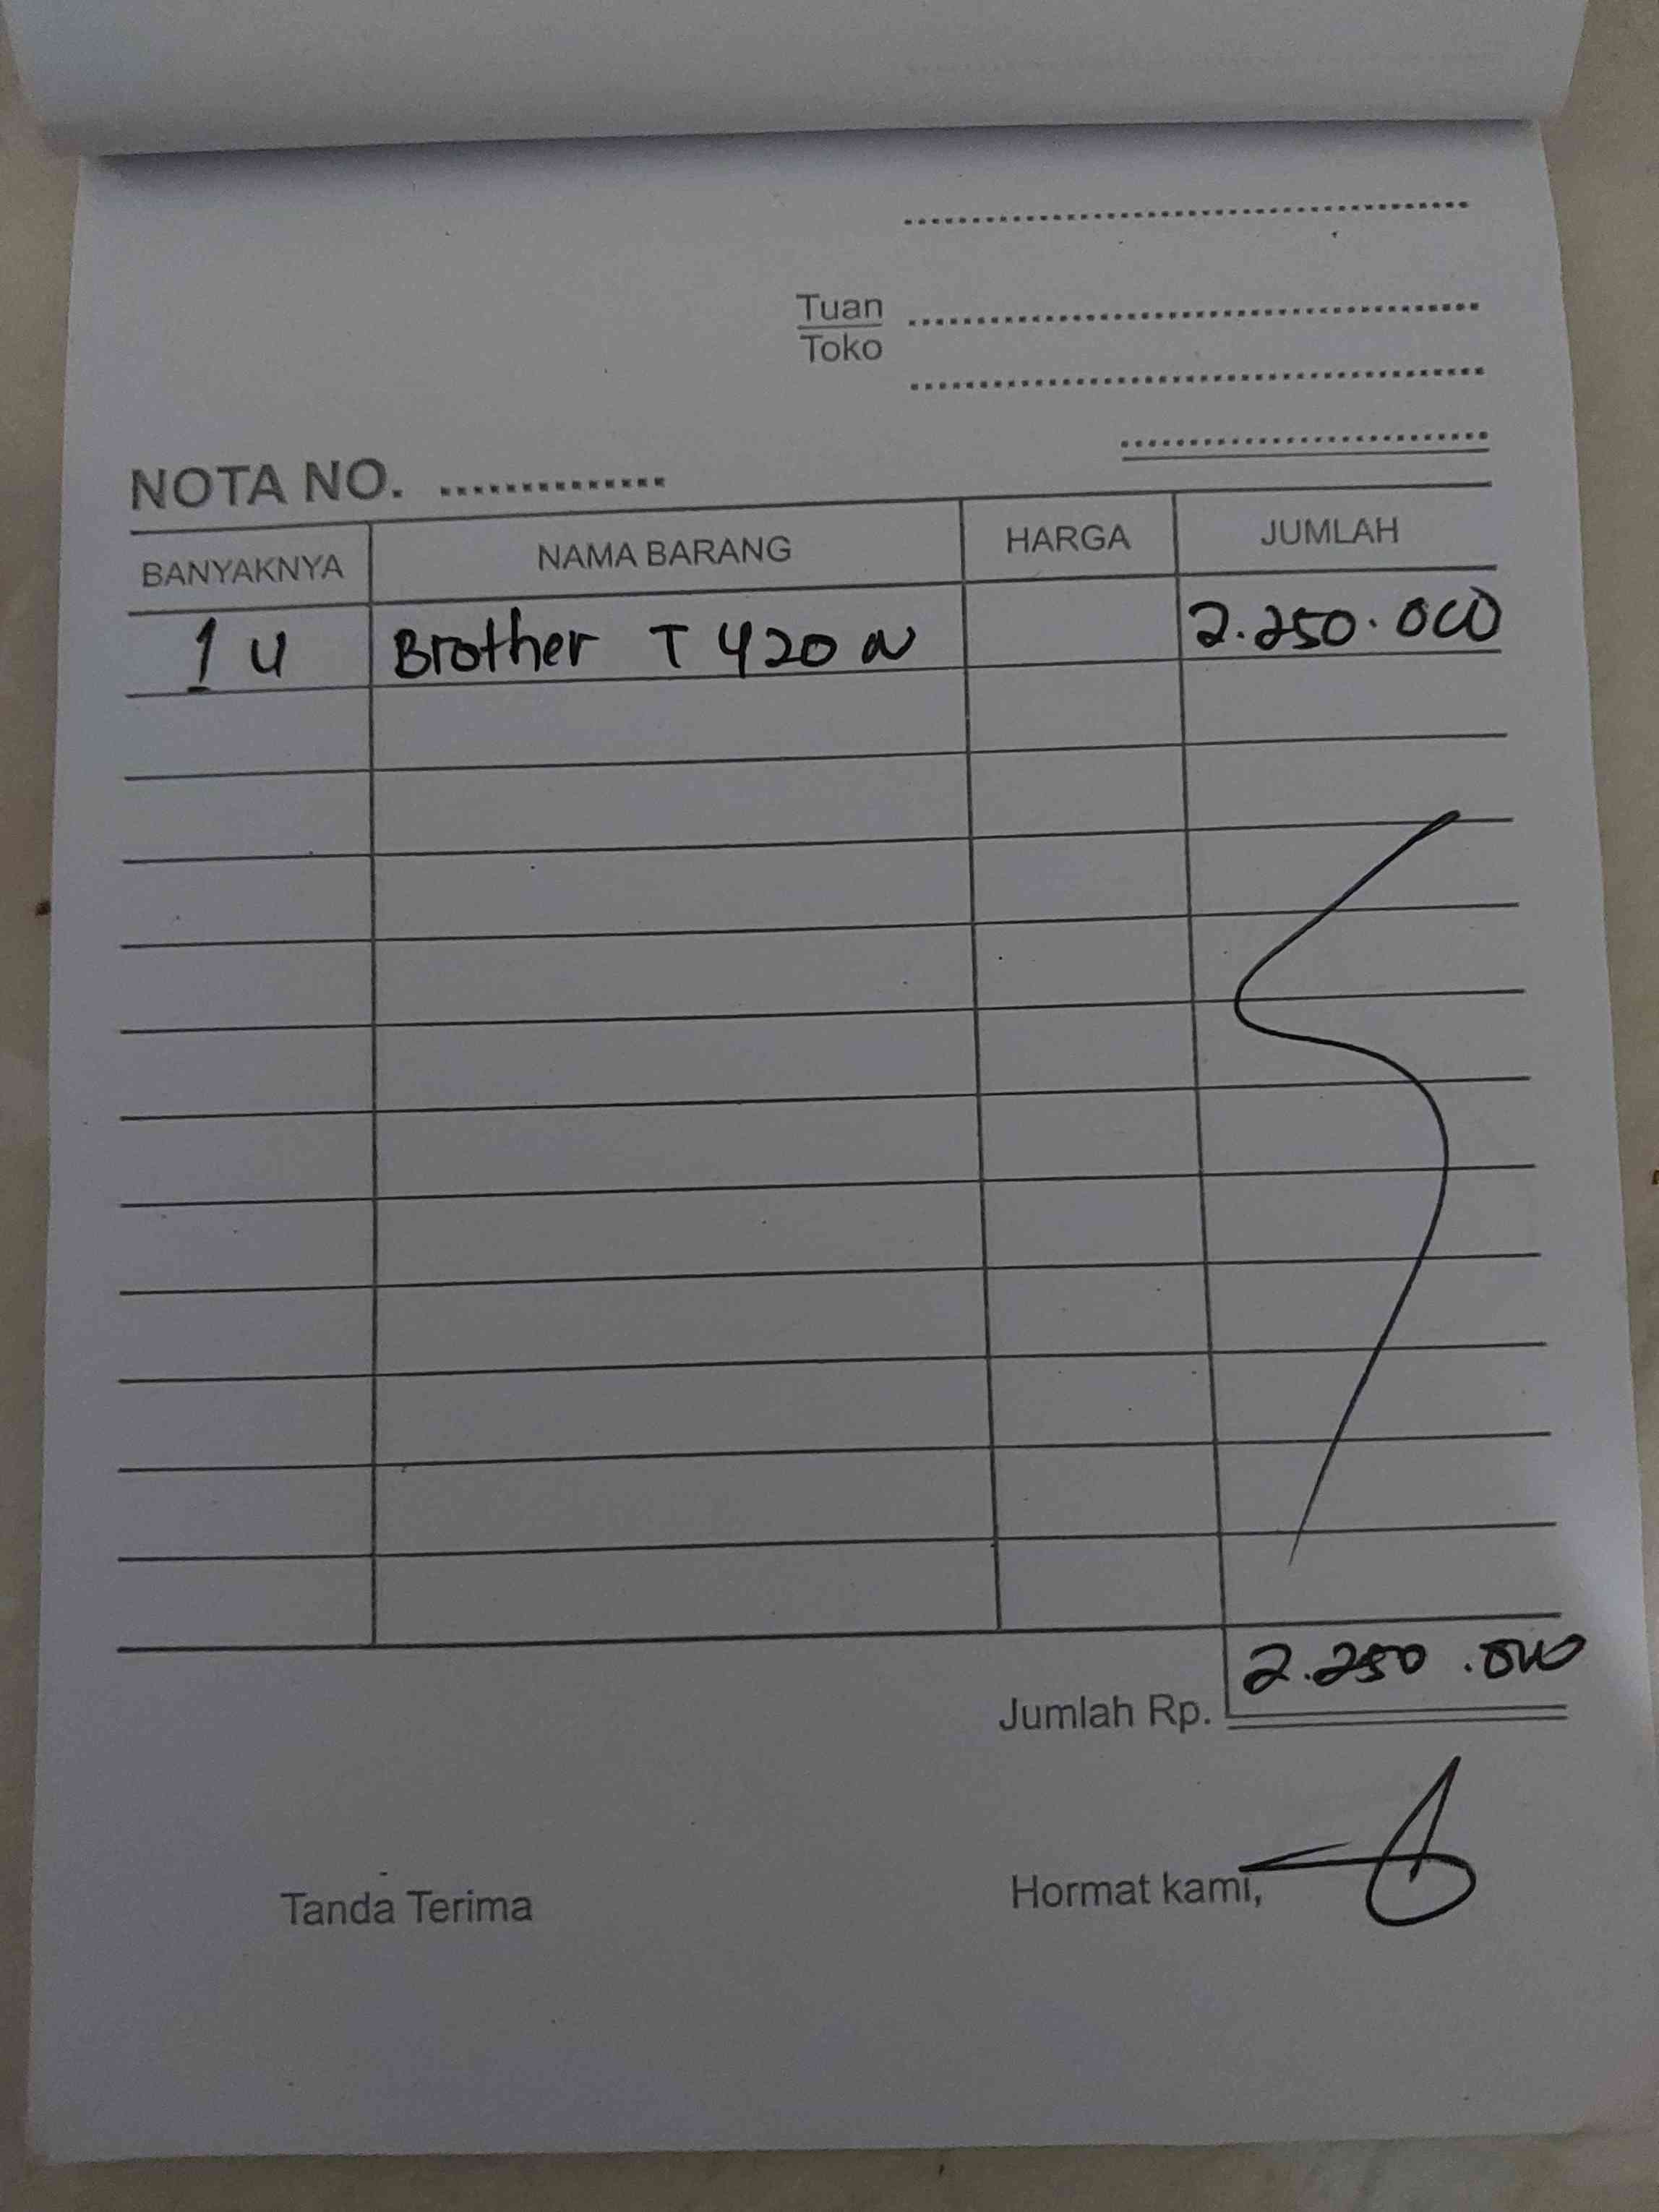 Tuan
Toko
NOTA NO. ...............
BANYAKNYA NAMA BARANG HARGA JUMLAH
1 U Brother T 420 W 2.250.000
Jumlah Rp. 2.250.000
Tanda Terima Hormat kami,